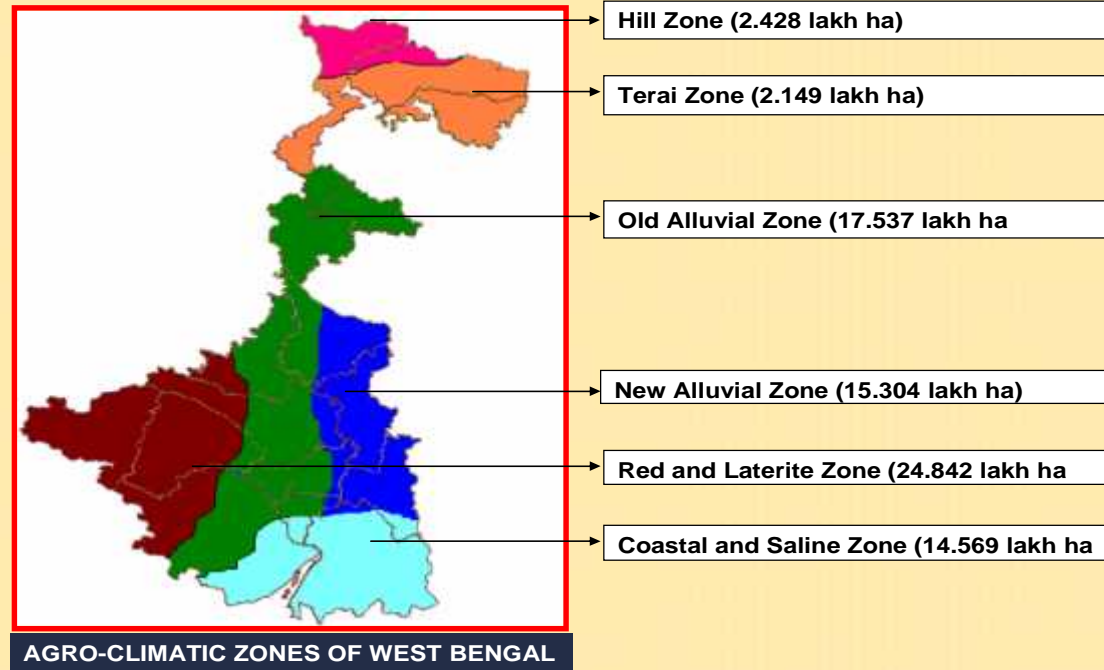 Hill Zone (2.428 lakh ha)
Terai Zone (2.149 lakh ha)
Old Alluvial Zone (17.537 lakh ha
New Alluvial Zone (15.304 lakh ha)
Red and Laterite Zone (24.842 lakh ha
Coastal and Saline Zone (14.569 lakh ha
AGRO-CLIMATIC ZONES OF WEST BENGAL